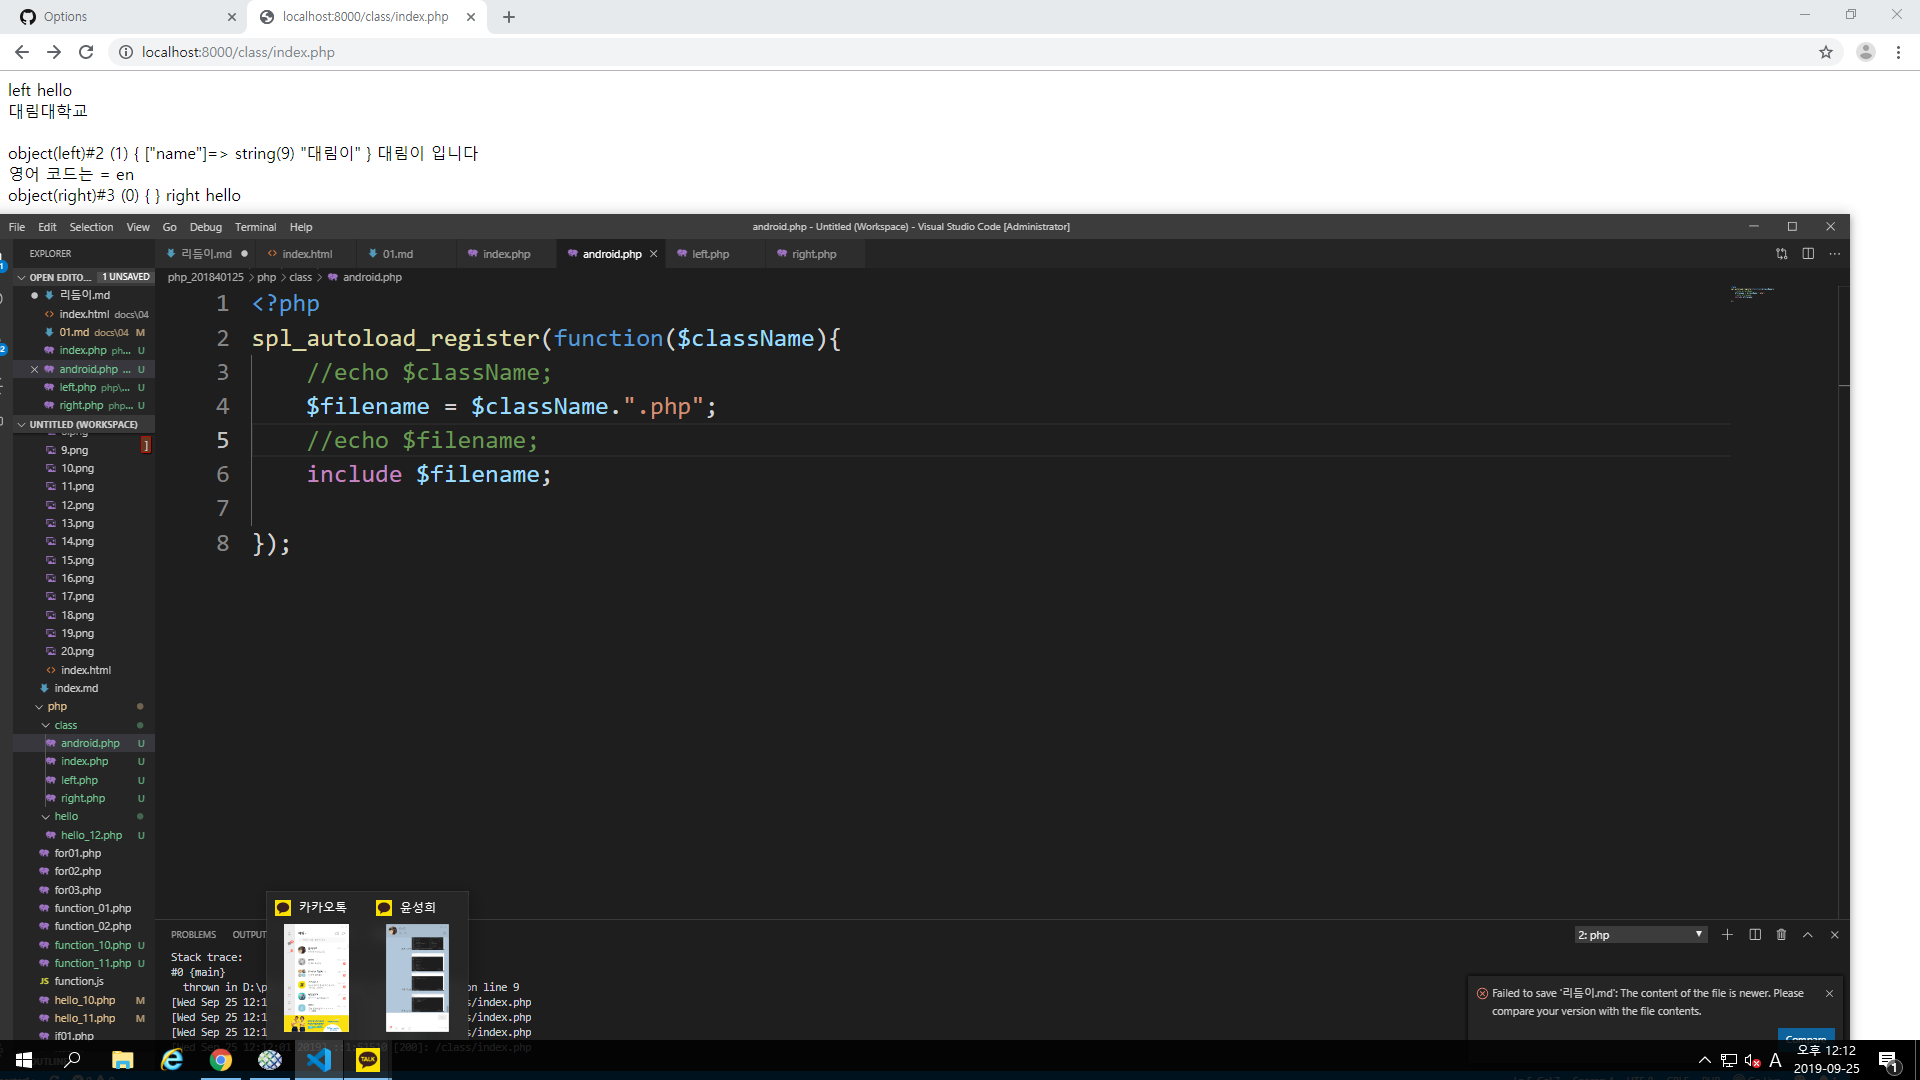 Options
localhost:8000/class/index.php
localhost:8000/class/index.php
left hello
대림대학교
object(left)#2 (1) { ["name"]=> string(9) "대림이" } 대림이 입니다
영어 코드는 = en
object(right)#3 (0) { } right hello
File Edit Selection View Go Debug Terminal Help
android.php - Untitled (Workspace) - Visual Studio Code [Administrator]
EXPLORER
리듬이.md index.html 01.md index.php android.php left.php right.php
OPEN EDITO... 1 UNSAVED
php_201840125 > php > class > android.php
리듬이.md
index.html docs\04
01.md docs\04 M
index.php ph... U
android.php ... U
left.php php\... U
right.php php... U
UNTITLED (WORKSPACE)
9.png
10.png
11.png
12.png
13.png
14.png
15.png
16.png
17.png
18.png
19.png
20.png
index.html
index.md
php
class
android.php U
index.php U
left.php U
right.php U
hello
hello_12.php U
for01.php
for02.php
for03.php
function_01.php
function_02.php
function_10.php U
function_11.php U
JS function.js
hello_10.php M
hello_11.php M
if01.php
1 <?php
2 spl_autoload_register(function($className){
3 //echo $className;
4 $filename = $className.".php";
5 //echo $filename;
6 include $filename;
7
8 });
PROBLEMS OUTPUT
2: php
Stack trace:
#0 {main}
thrown in D:\p
on line 9
[Wed Sep 25 12:1
s/index.php
[Wed Sep 25 12:1
s/index.php
[Wed Sep 25 12
s/index.php
[200]: /class/index.php
카카오톡
윤성희
Failed to save '리듬이.md': The content of the file is newer. Please
compare your version with the file contents.
Compare
TALK
A
오후 12:12
2019-09-25
1